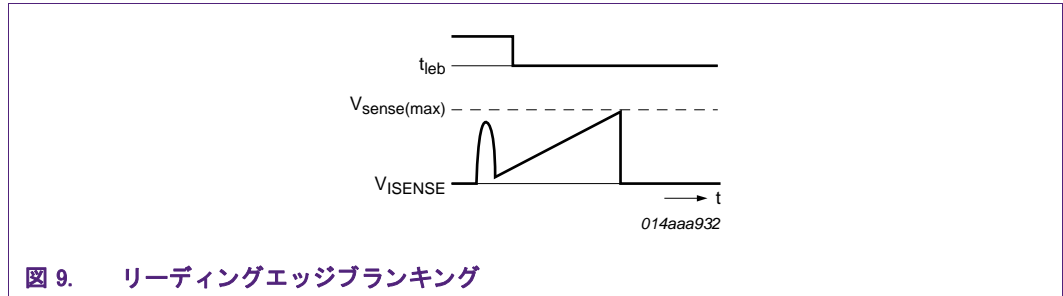 tleb
Vsense(max)
VISENSE
t
014aaa932
図 9. リーディングエッジブランキング